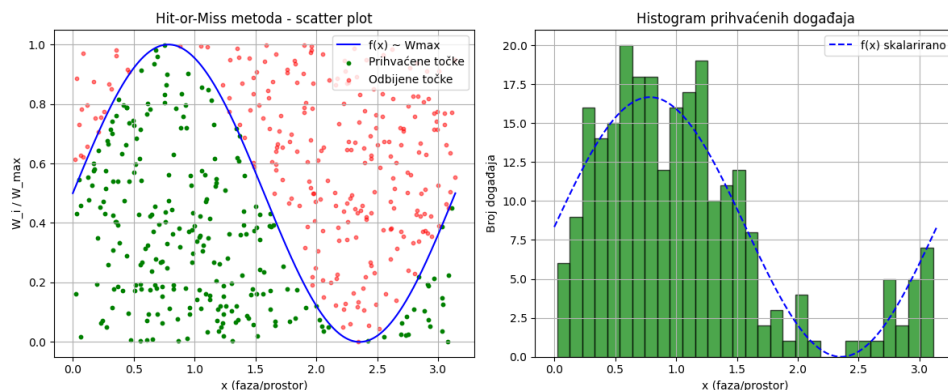 Hit-or-Miss metoda - scatter plot
W_i / W_max
1.0
0.8
0.6
0.4
0.2
0.0
f(x) ~ Wmax
Prihvaćene točke
Odbijene točke
0.0 0.5 1.0 1.5 2.0 2.5 3.0
x (faza/prostor)
Histogram prihvaćenih događaja
Broj događaja
20.0
17.5
15.0
12.5
10.0
7.5
5.0
2.5
0.0
f(x) skalarirano
0.0 0.5 1.0 1.5 2.0 2.5 3.0
x (faza/prostor)